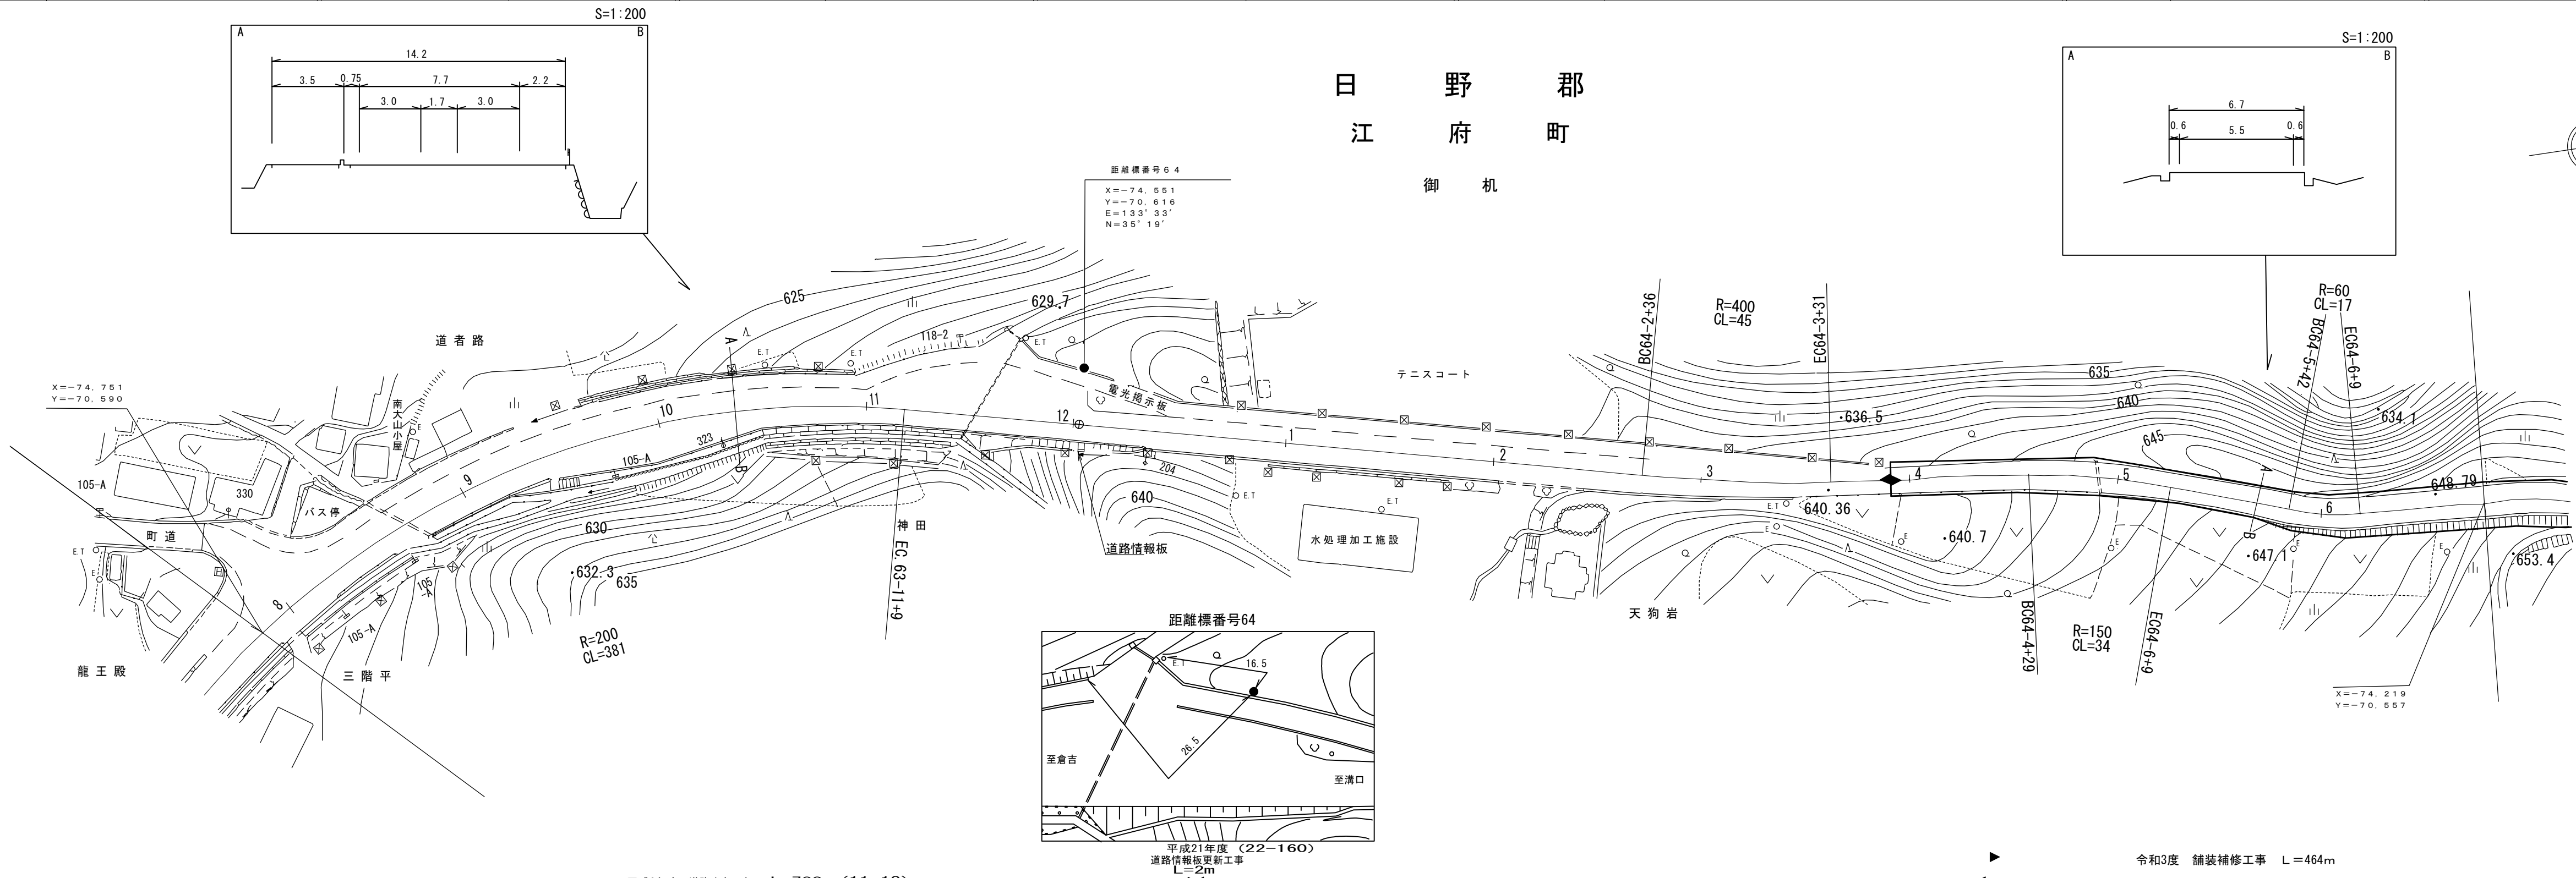 S=1:200
A
B
14.2
3.5
0.75
7.7
2.2
3.0
1.7
3.0
日野郡
江府町
御机
S=1:200
A
B
6.7
0.6
5.5
0.6
距離標番号64
X=-74,551
Y=-70,616
E=133°33′
N=35°19′
道者路
625
629.7
118-2
E.T
E.T
E.T
A
テニスコート
BC64-2+36
R=400
CL=45
EC64-3+31
635
640
636.5
645
R=60
CL=17
BC64-5+42
EC64-6+9
634.1
648.79
X=-74,751
Y=-70,590
南大山小屋
E
10
11
12
電光掲示板
1
2
3
4
5
6
A
B
323
105-A
B
9
204
105-A
330
バス停
町道
E.T
E
630
632.3
635
神田
EC.63-11+9
640
道路情報板
E.T
E.T
水処理加工施設
E.T
640.36
E
E
640.7
E
647.1
E
E
653.4
8
105-A
105-A
龍王殿
三階平
R=200
CL=381
天狗岩
BC64-4+29
R=150
CL=34
EC64-6+9
X=-74,219
Y=-70,557
距離標番号64
E.T
16.5
26.5
至倉吉
至溝口
平成21年度 (22-160)
道路情報板更新工事
L=2m
令和3度 舗装補修工事 L=464m